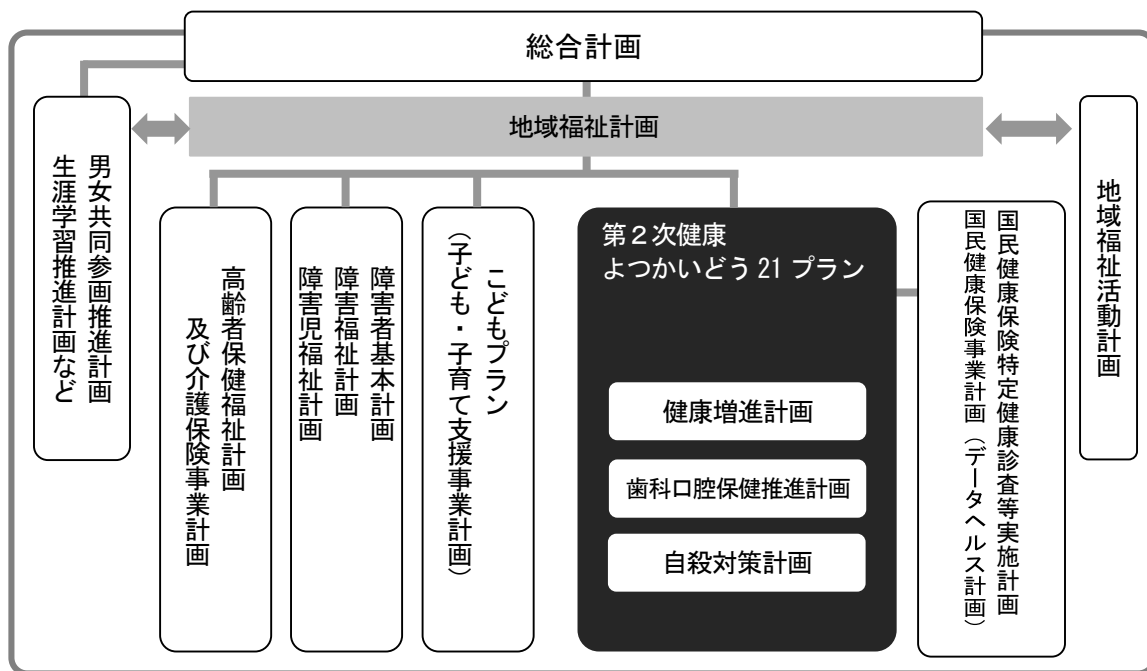 総合計画
地域福祉計画
男女共同参画推進計画
生涯学習推進計画など
高齢者保健福祉計画
及び介護保険事業計画
障害者基本計画
障害福祉計画
障害児福祉計画
こどもプラン
（子ども・子育て支援事業計画）
第２次健康
よつかいどう 21 プラン
健康増進計画
歯科口腔保健推進計画
自殺対策計画
国民健康保険特定健康診査等実施計画
国民健康保険事業計画（データヘルス計画）
地域福祉活動計画